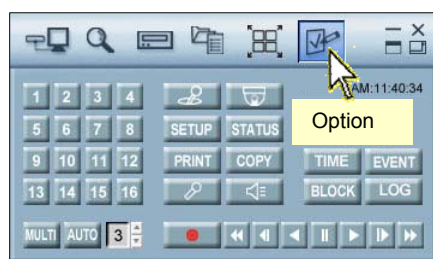 AM:11:40:34
1 2 3 4
Option
5 6 7 8 SETUP STATUS
9 10 11 12 PRINT COPY TIME EVENT
13 14 15 16 BLOCK LOG
MULTI AUTO 3